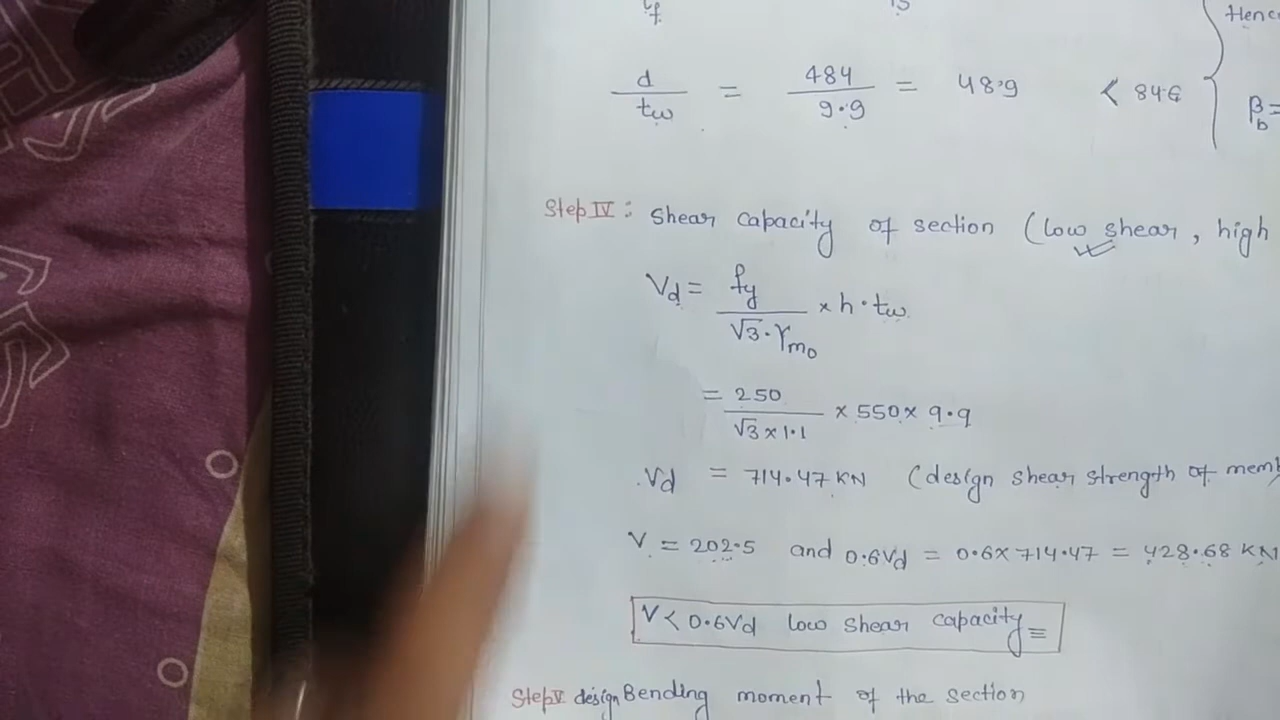 Henc
d/tw = 484/9.9 = 48.9 < 84ε
βb =
Step IV : Shear capacity of section (low shear, high
Vd = fy/√3·γm0 × h·tw
= 250/√3×1.1 × 550 × 9.9
Vd = 714.47 KN (design shear strength of mem
V = 202.5 and 0.6Vd = 0.6×714.47 = 428.68 KN
V < 0.6Vd low shear capacity
Step V design Bending moment of the section